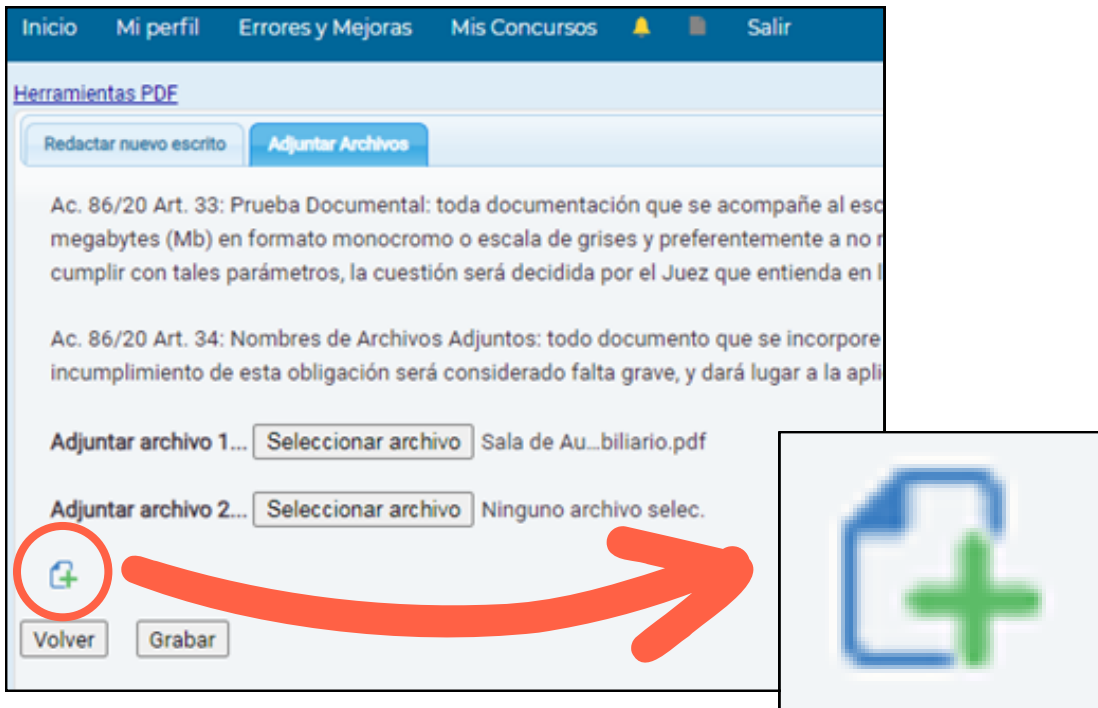 Inicio Mi perfil Errores y Mejoras Mis Concursos Salir
Herramientas PDF
Redactar nuevo escrito Adjuntar Archivos
Ac. 86/20 Art. 33: Prueba Documental: toda documentación que se acompañe al esc
megabytes (Mb) en formato monocromo o escala de grises y preferentemente a no
cumplir con tales parámetros, la cuestión será decidida por el Juez que entienda en
Ac. 86/20 Art. 34: Nombres de Archivos Adjuntos: todo documento que se incorpore
incumplimiento de esta obligación será considerado falta grave, y dará lugar a la apli
Adjuntar archivo 1... Seleccionar archivo Sala de Au...biliario.pdf
Adjuntar archivo 2... Seleccionar archivo Ninguno archivo selec.
Volver Grabar